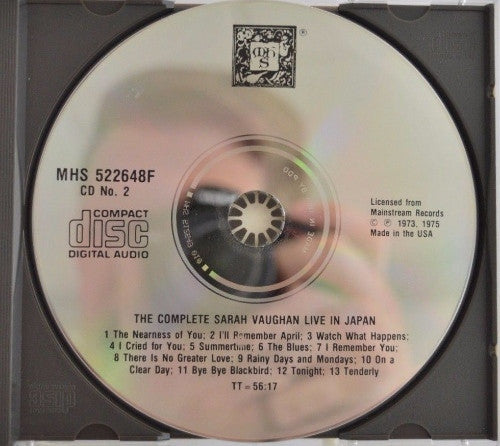 MHS
®
MHS 522648F
CD No. 2
COMPACT
disc
DIGITAL AUDIO
Licensed from
Mainstream Records
© ℗ 1973, 1975
Made in the USA
THE COMPLETE SARAH VAUGHAN LIVE IN JAPAN
1 The Nearness of You; 2 I'll Remember April; 3 Watch What Happens;
4 I Cried for You; 5 Summertime; 6 The Blues; 7 I Remember You;
8 There Is No Greater Love; 9 Rainy Days and Mondays; 10 On a
Clear Day; 11 Bye Bye Blackbird; 12 Tonight; 13 Tenderly
TT = 56:17